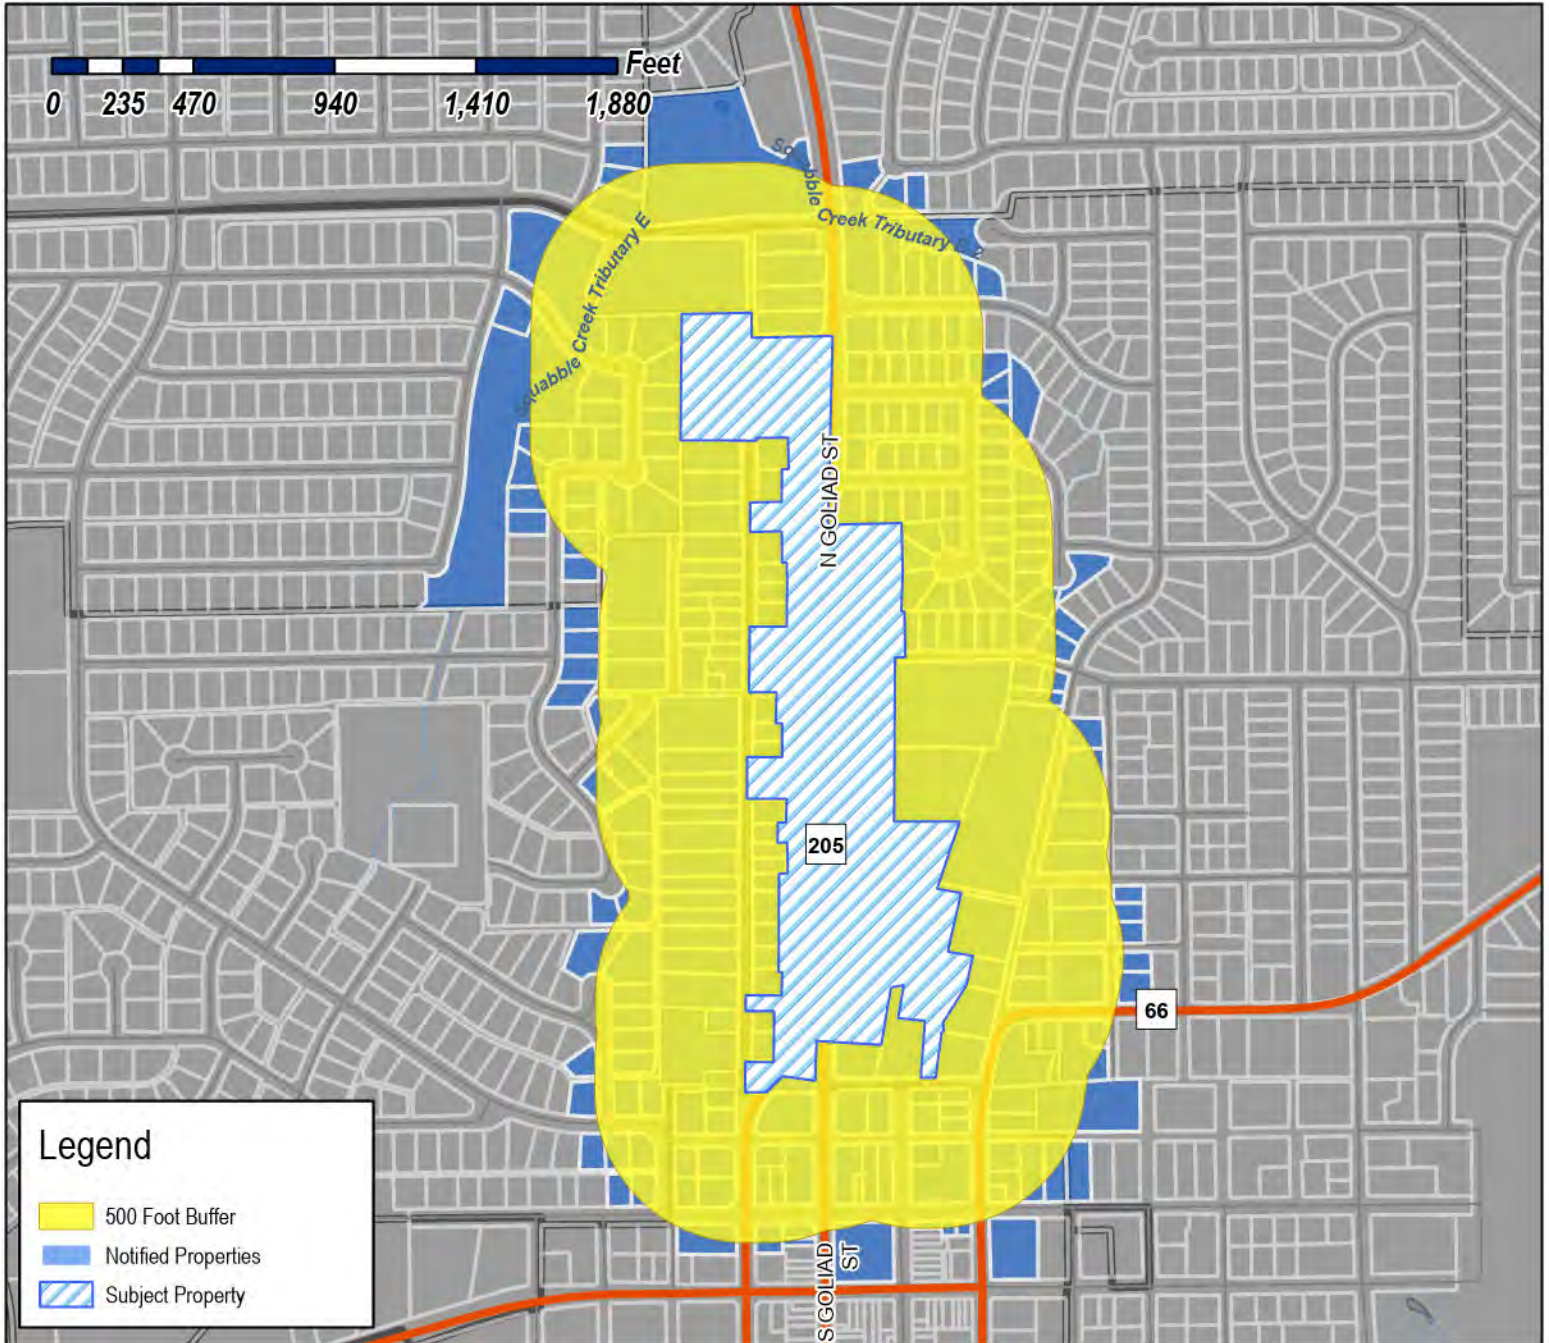 Feet
0 235 470 940 1,410 1,880
Squabble Creek Tributary E
Squabble Creek Tributary
N GOLIAD ST
205
66
Legend
500 Foot Buffer
Notified Properties
Subject Property
S GOLIAD
ST